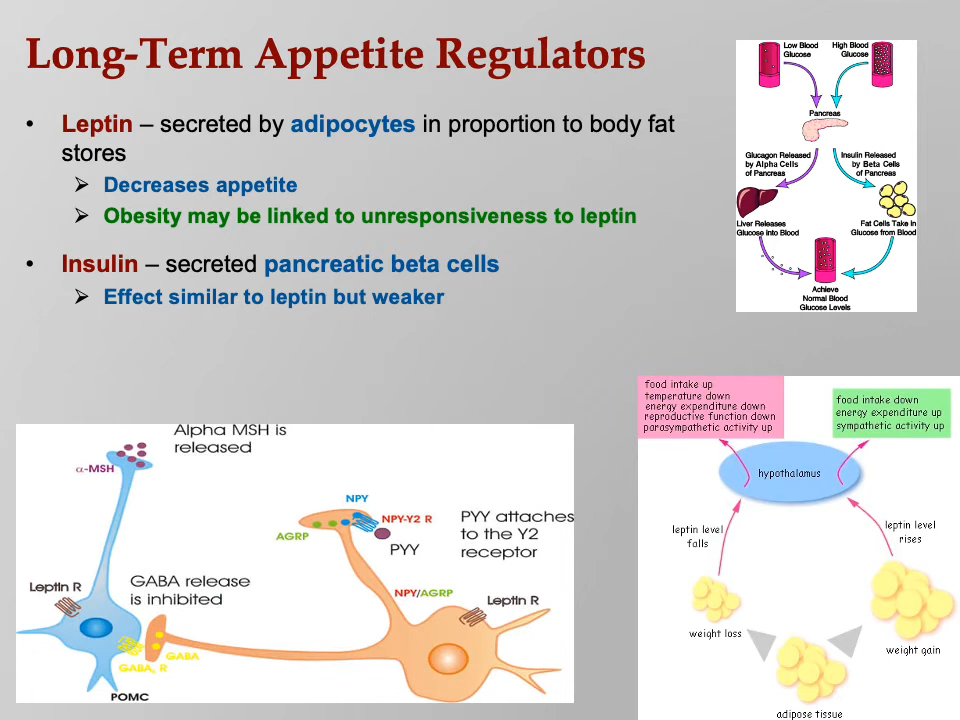 Long-Term Appetite Regulators
• Leptin – secreted by adipocytes in proportion to body fat
stores
➢ Decreases appetite
➢ Obesity may be linked to unresponsiveness to leptin
• Insulin – secreted pancreatic beta cells
➢ Effect similar to leptin but weaker
Low Blood
Glucose
High Blood
Glucose
Pancreas
Glucagon Released
by Alpha Cells
of Pancreas
Insulin Released
by Beta Cells
of Pancreas
Liver Releases
Glucose into Blood
Fat Cells Take in
Glucose from Blood
Achieve
Normal Blood
Glucose Levels
Alpha MSH is
released
α-MSH
NPY
NPY-Y2 R
AGRP
PYY
PYY attaches
to the Y2
receptor
Leptin R
GABA release
is inhibited
NPY/AGRP
Leptin R
GABA
GABA, R
POMC
food intake up
temperature down
energy expenditure down
reproductive function down
parasympathetic activity up
food intake down
energy expenditure up
sympathetic activity up
hypothalamus
leptin level
falls
leptin level
rises
weight loss
weight gain
adipose tissue